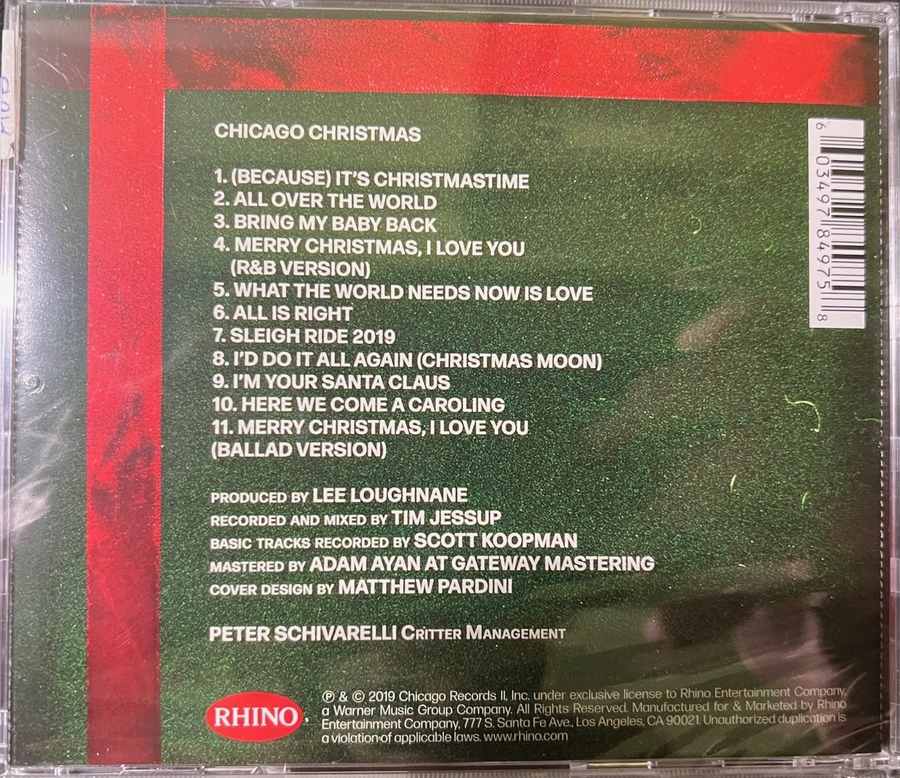 CHICAGO CHRISTMAS
1. (BECAUSE) IT'S CHRISTMASTIME
2. ALL OVER THE WORLD
3. BRING MY BABY BACK
4. MERRY CHRISTMAS, I LOVE YOU
(R&B VERSION)
5. WHAT THE WORLD NEEDS NOW IS LOVE
6. ALL IS RIGHT
7. SLEIGH RIDE 2019
8. I'D DO IT ALL AGAIN (CHRISTMAS MOON)
9. I'M YOUR SANTA CLAUS
10. HERE WE COME A CAROLING
11. MERRY CHRISTMAS, I LOVE YOU
(BALLAD VERSION)
PRODUCED BY LEE LOUGHNANE
RECORDED AND MIXED BY TIM JESSUP
BASIC TRACKS RECORDED BY SCOTT KOOPMAN
MASTERED BY ADAM AYAN AT GATEWAY MASTERING
COVER DESIGN BY MATTHEW PARDINI
PETER SCHIVARELLI CRITTER MANAGEMENT
RHINO
℗ & © 2019 Chicago Records II, Inc. under exclusive license to Rhino Entertainment Company,
a Warner Music Group Company. All Rights Reserved. Manufactured for & Marketed by Rhino
Entertainment Company, 777 S. Santa Fe Ave., Los Angeles, CA 90021. Unauthorized duplication is
a violation of applicable laws. www.rhino.com
6 03497 84975 8